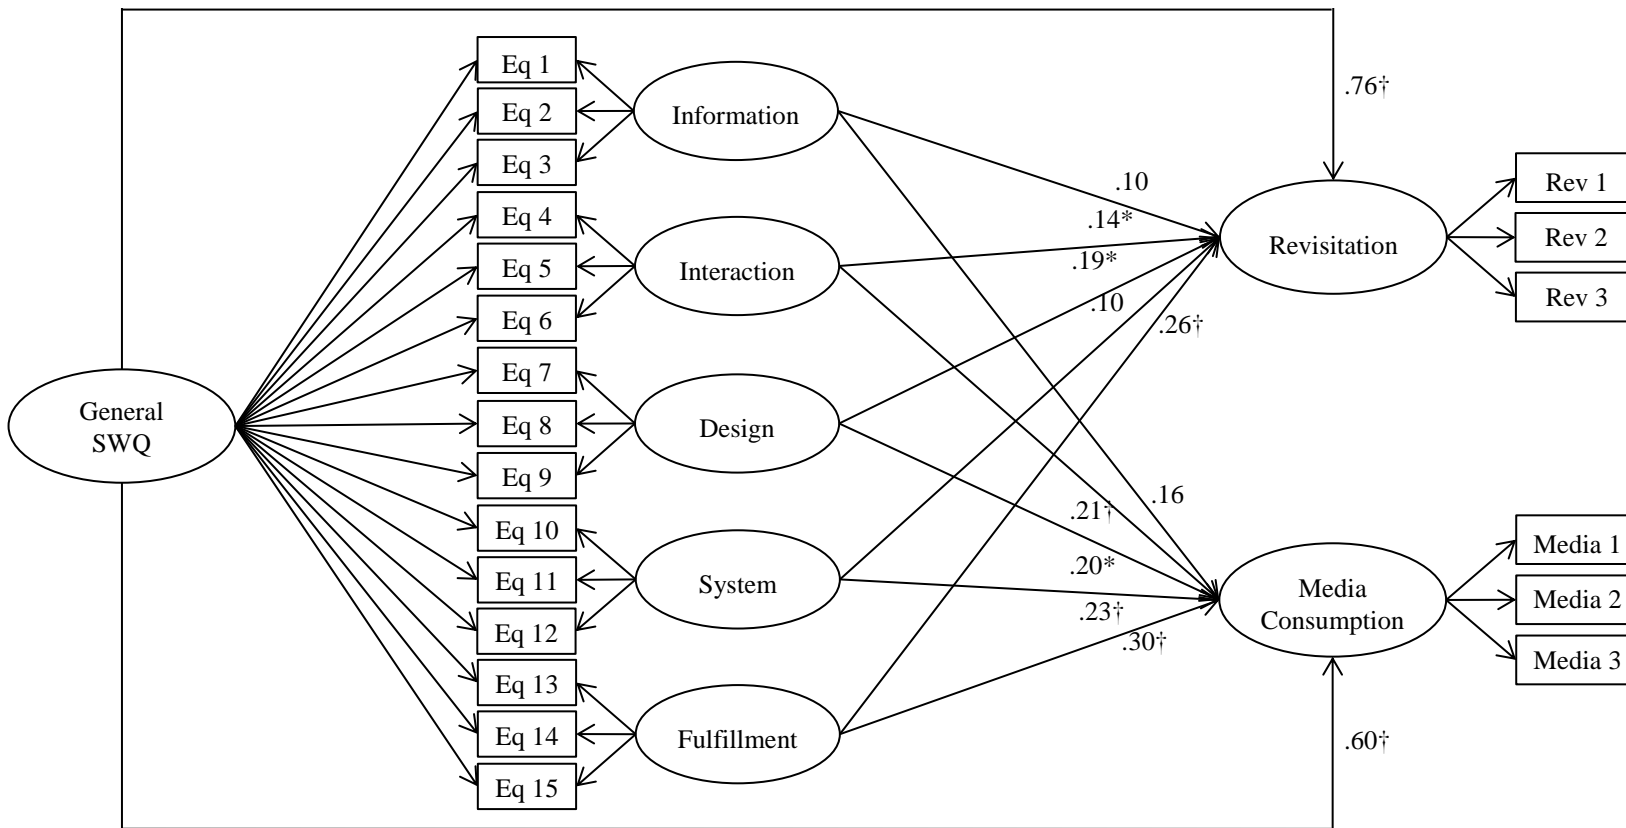 General
SWQ
Eq 1
Eq 2
Eq 3
Eq 4
Eq 5
Eq 6
Eq 7
Eq 8
Eq 9
Eq 10
Eq 11
Eq 12
Eq 13
Eq 14
Eq 15
Information
Interaction
Design
System
Fulfillment
.76†
.10
.14*
.19*
.10
.26†
.16
.21†
.20*
.23†
.30†
.60†
Revisitation
Media
Consumption
Rev 1
Rev 2
Rev 3
Media 1
Media 2
Media 3